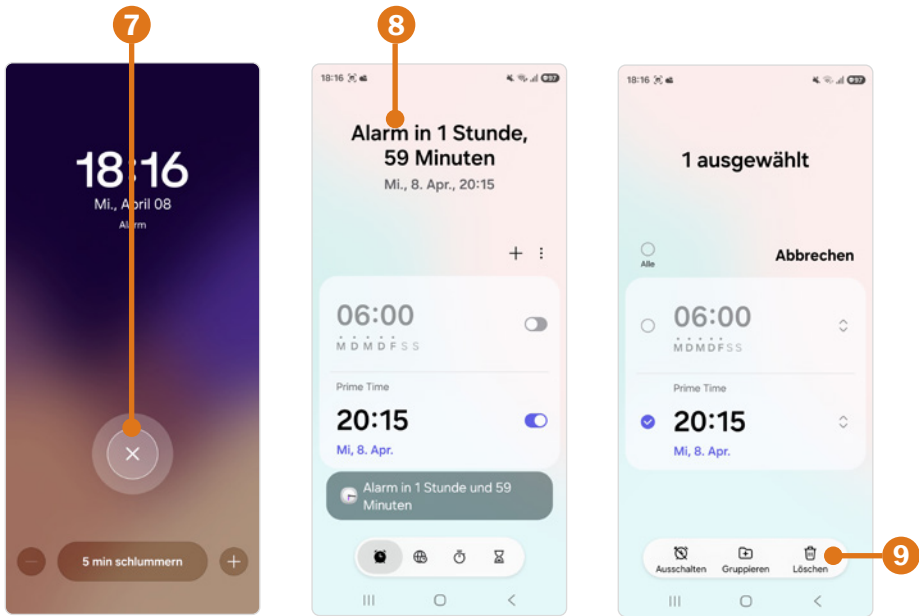 7
8
9
18:16
Mi., April 08
Alarm
5 min schlummern
18:16
97
Alarm in 1 Stunde,
59 Minuten
Mi., 8. Apr., 20:15
06:00
M D M D F S S
Prime Time
20:15
Mi, 8. Apr.
Alarm in 1 Stunde und 59
Minuten
18:16
97
1 ausgewählt
Alle
Abbrechen
06:00
M D M D F S S
Prime Time
20:15
Mi, 8. Apr.
Ausschalten
Gruppieren
Löschen